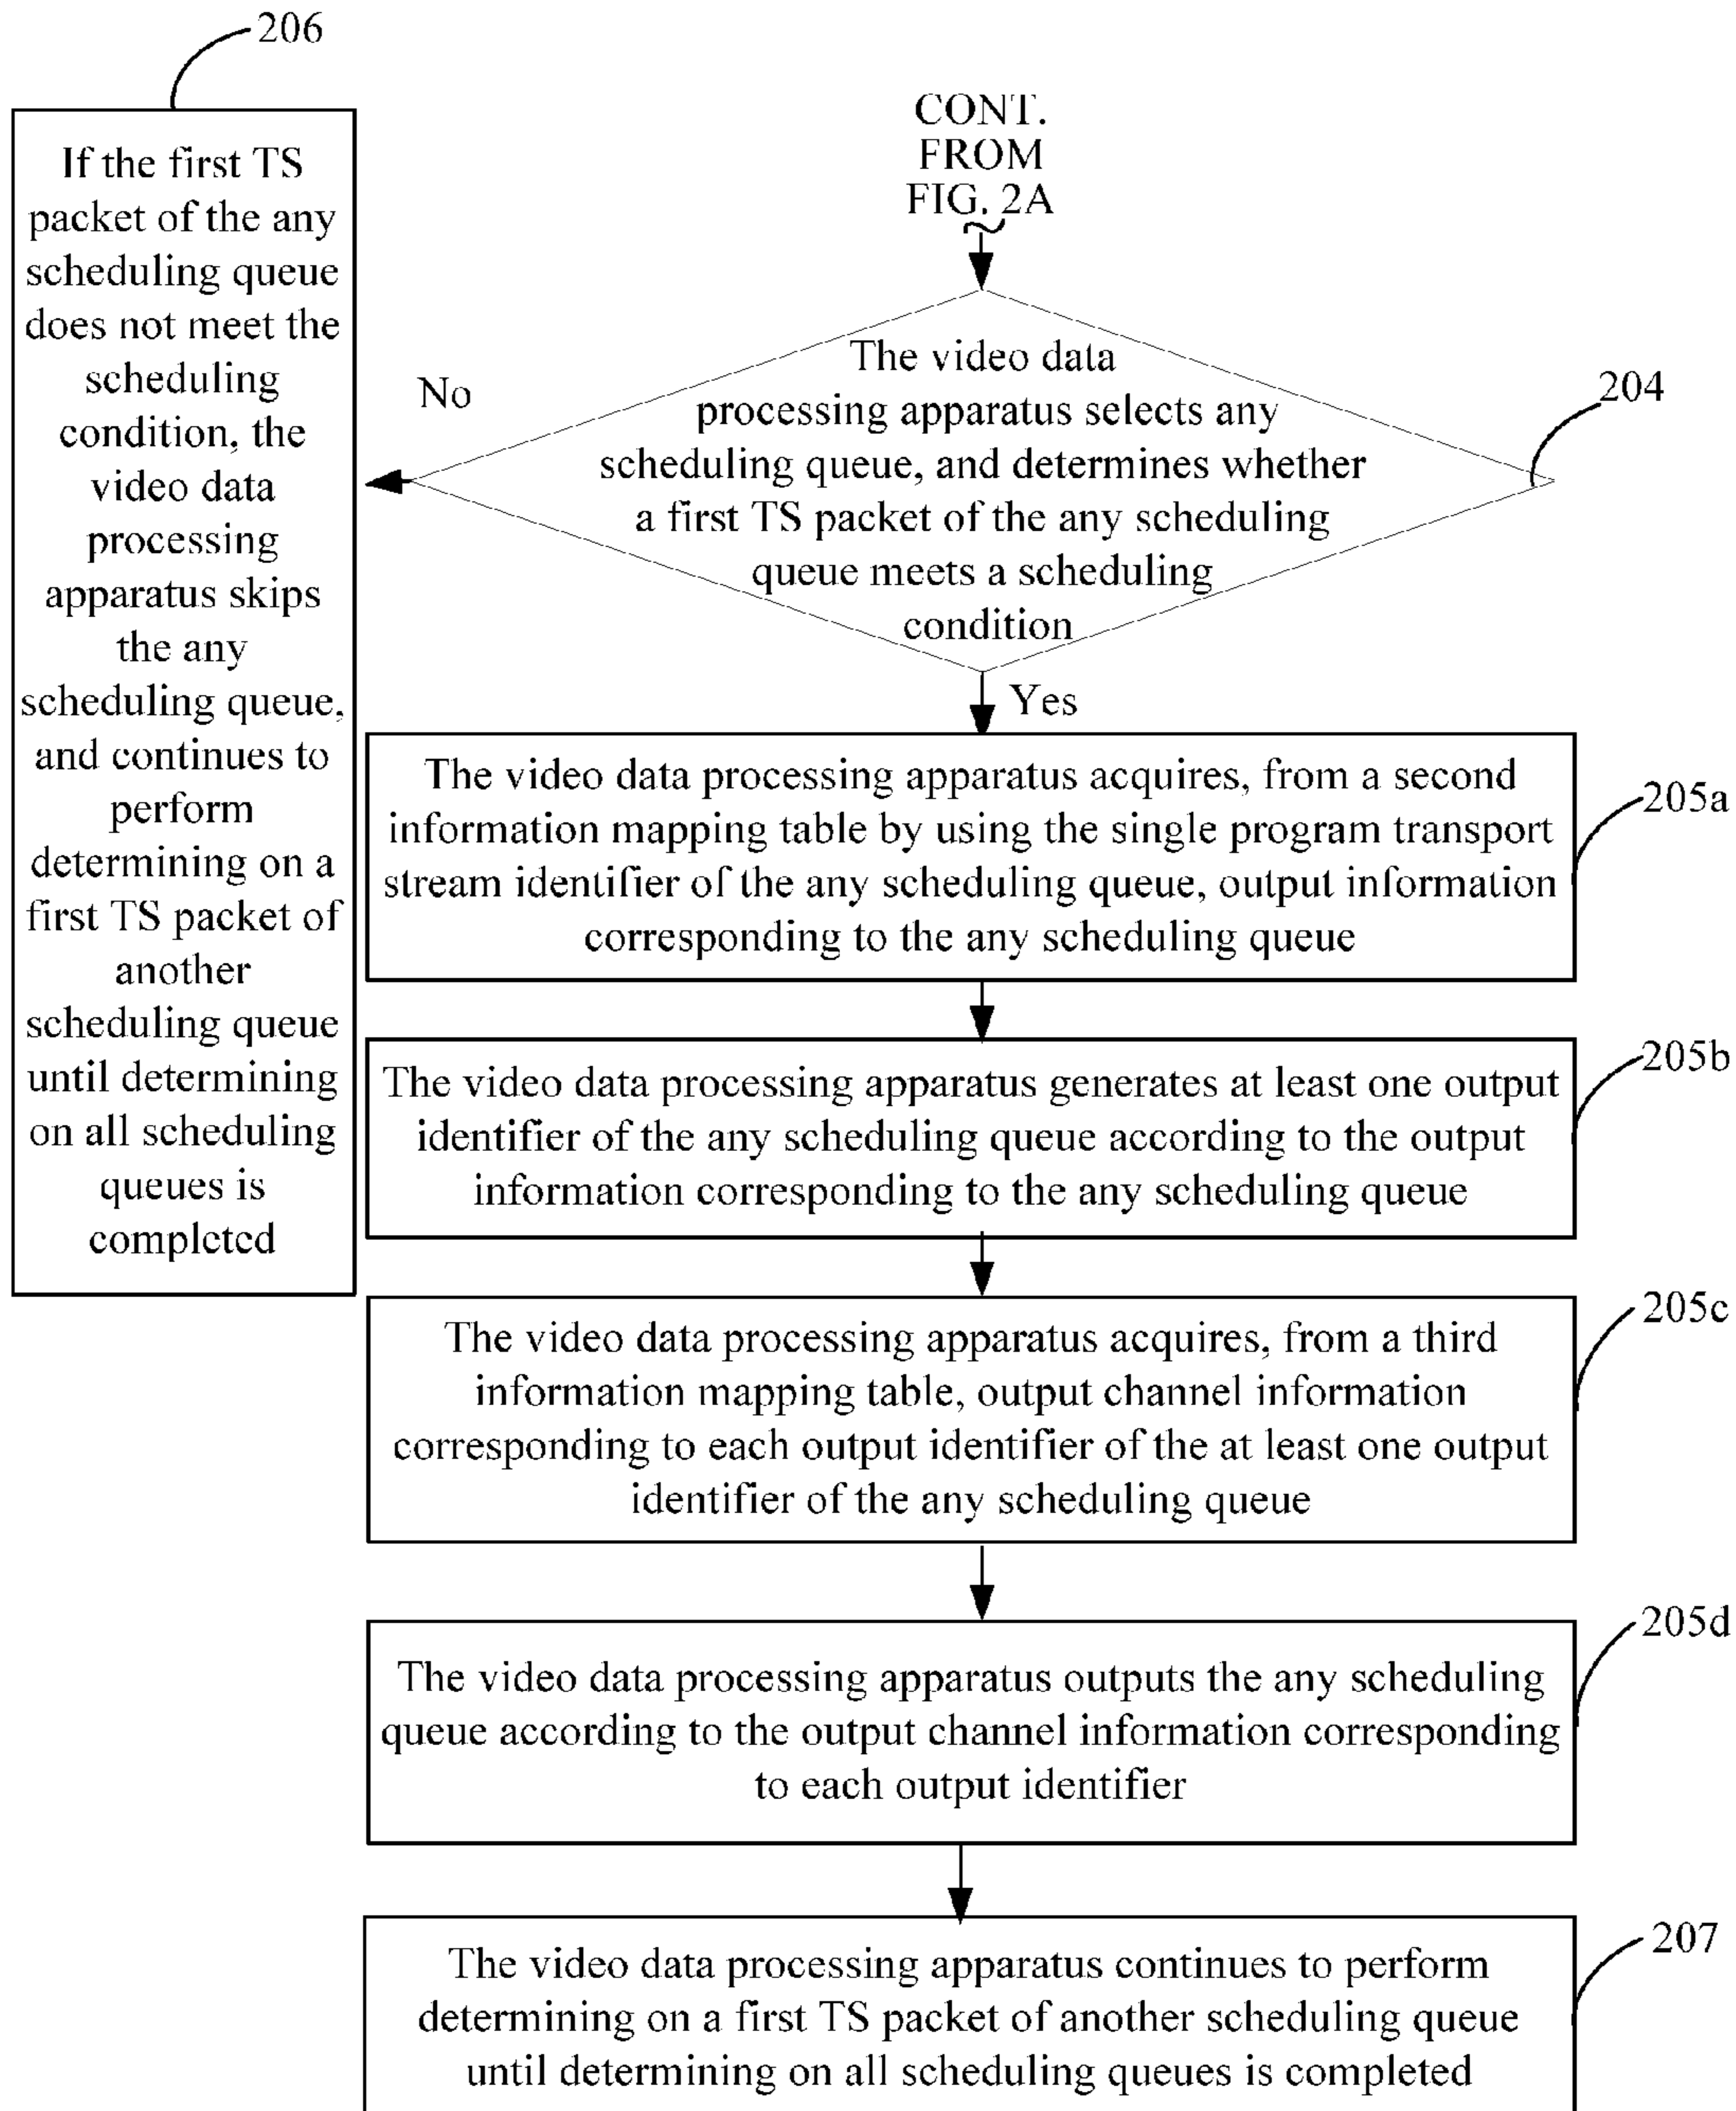 206
If the first TS
packet of the any
scheduling queue
does not meet the
scheduling
condition, the
video data
processing
apparatus skips
the any
scheduling queue,
and continues to
perform
determining on a
first TS packet of
another
scheduling queue
until determining
on all scheduling
queues is
completed
CONT.
FROM
FIG. 2A
The video data
processing apparatus selects any
scheduling queue, and determines whether
a first TS packet of the any scheduling
queue meets a scheduling
condition
204
No
Yes
The video data processing apparatus acquires, from a second
information mapping table by using the single program transport
stream identifier of the any scheduling queue, output information
corresponding to the any scheduling queue
205a
The video data processing apparatus generates at least one output
identifier of the any scheduling queue according to the output
information corresponding to the any scheduling queue
205b
The video data processing apparatus acquires, from a third
information mapping table, output channel information
corresponding to each output identifier of the at least one output
identifier of the any scheduling queue
205c
The video data processing apparatus outputs the any scheduling
queue according to the output channel information corresponding
to each output identifier
205d
The video data processing apparatus continues to perform
determining on a first TS packet of another scheduling queue
until determining on all scheduling queues is completed
207